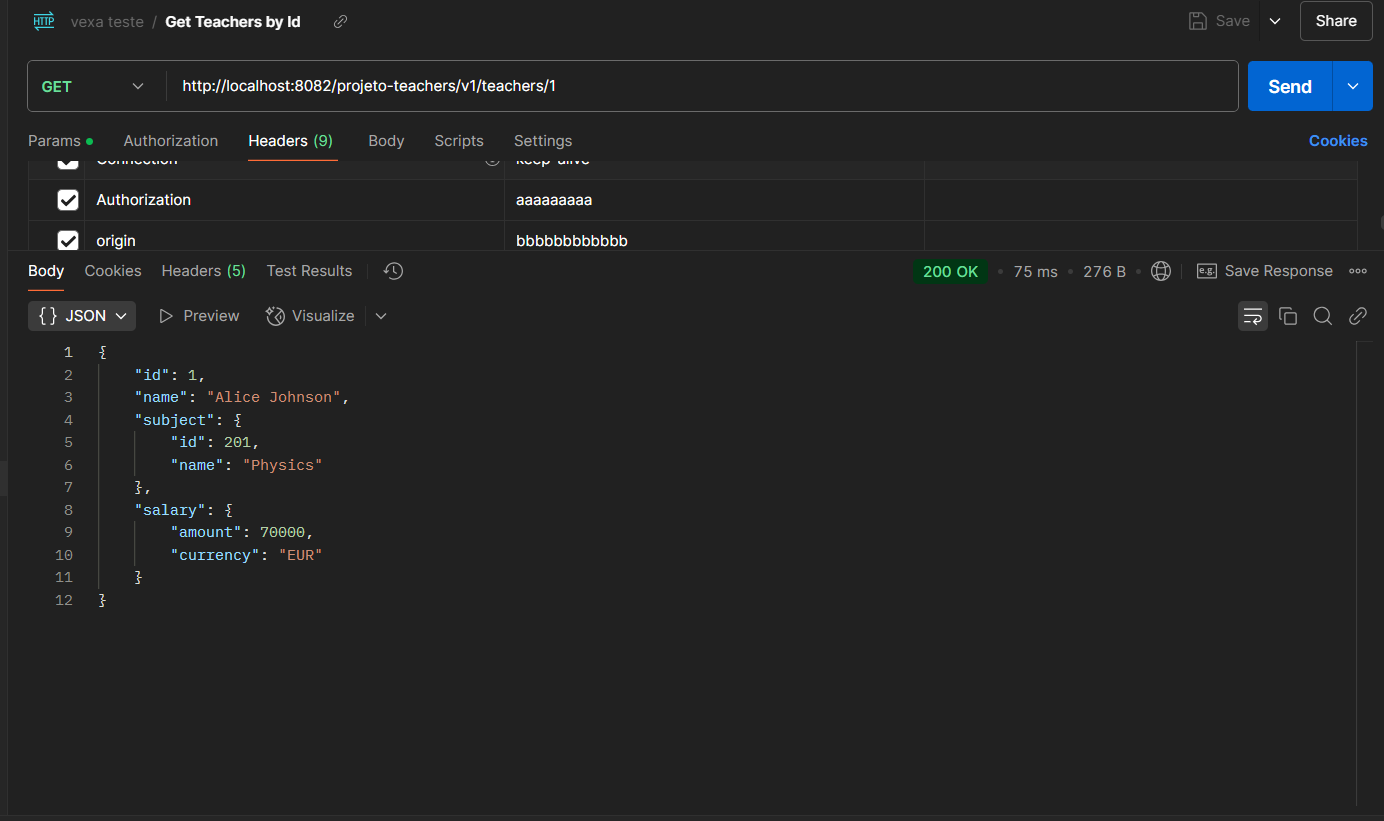 HTTP vexa teste / Get Teachers by Id Save Share
GET http://localhost:8082/projeto-teachers/v1/teachers/1 Send
Params Authorization Headers (9) Body Scripts Settings Cookies
Connection keep-alive
Authorization aaaaaaaaa
origin bbbbbbbbbbbb
Body Cookies Headers (5) Test Results 200 OK 75 ms 276 B e.g. Save Response
{} JSON Preview Visualize
1 {
2 "id": 1,
3 "name": "Alice Johnson",
4 "subject": {
5 "id": 201,
6 "name": "Physics"
7 },
8 "salary": {
9 "amount": 70000,
10 "currency": "EUR"
11 }
12 }